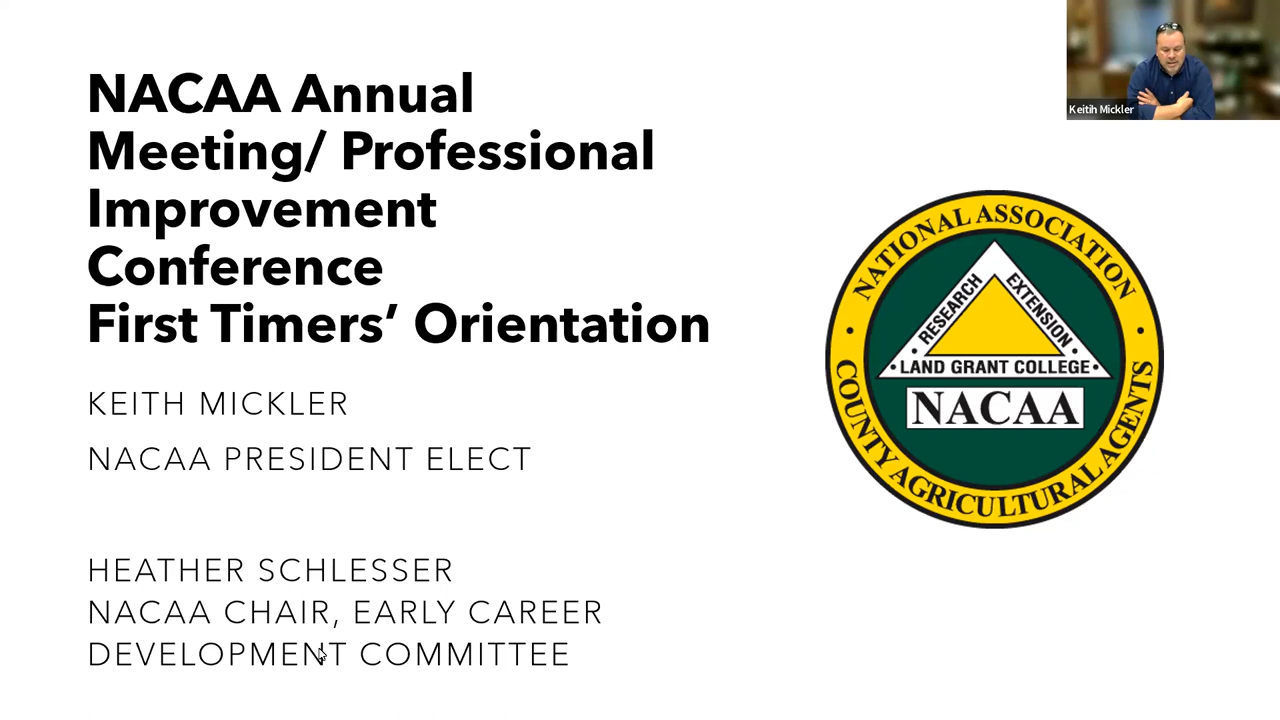 NACAA Annual
Meeting/ Professional
Improvement
Conference
First Timers’ Orientation
KEITH MICKLER
NACAA PRESIDENT ELECT
HEATHER SCHLESSER
NACAA CHAIR, EARLY CAREER
DEVELOPMENT COMMITTEE
Keitih Mickler
NATIONAL ASSOCIATION
RESEARCH
EXTENSION
LAND GRANT COLLEGE
NACAA
COUNTY AGRICULTURAL AGENTS